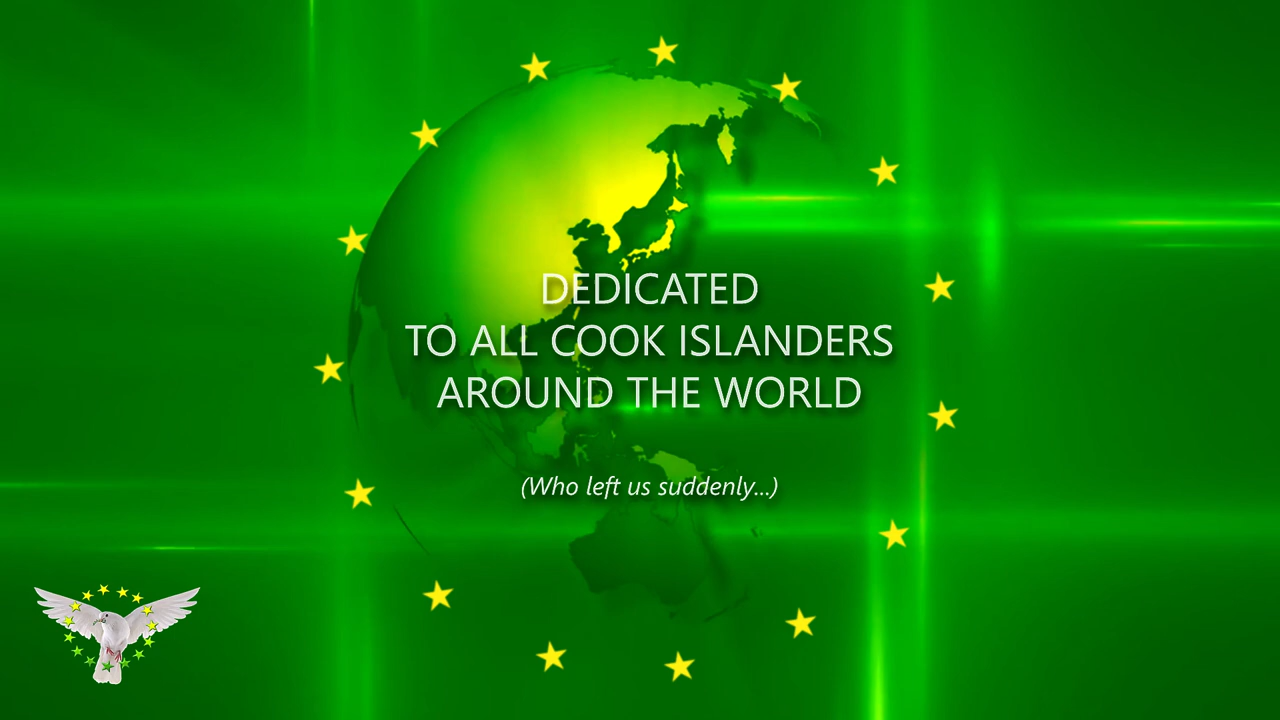 DEDICATED
TO ALL COOK ISLANDERS
AROUND THE WORLD
(Who left us suddenly...)